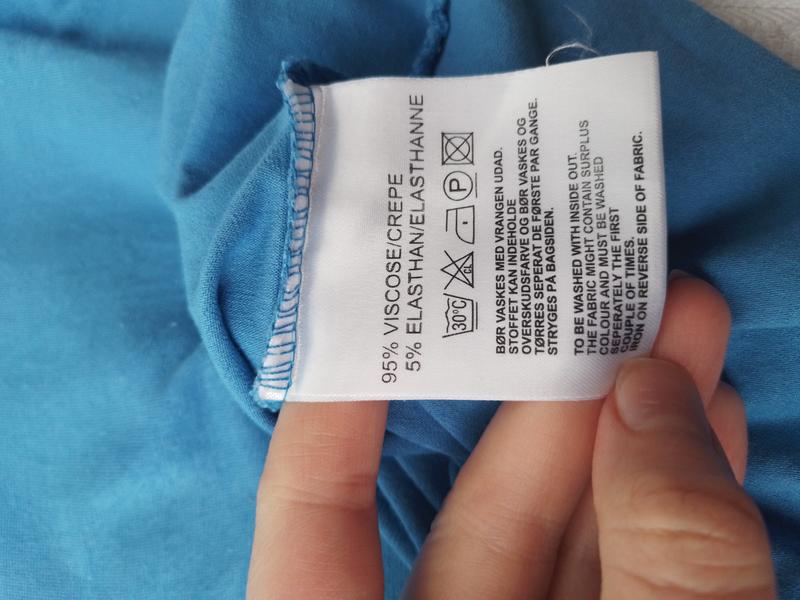 95% VISCOSE/CREPE
5% ELASTHAN/ELASTHANNE
30°C CL P
BØR VASKES MED VRANGEN UDAD.
STOFFET KAN INDEHOLDE
OVERSKUDSFARVE OG BØR VASKES OG
TØRRES SEPERAT DE FØRSTE PAR GANGE.
STRYGES PÅ BAGSIDEN.
TO BE WASHED WITH INSIDE OUT.
THE FABRIC MIGHT CONTAIN SURPLUS
COLOUR AND MUST BE WASHED
SEPERATELY THE FIRST
COUPLE OF TIMES.
IRON ON REVERSE SIDE OF FABRIC.